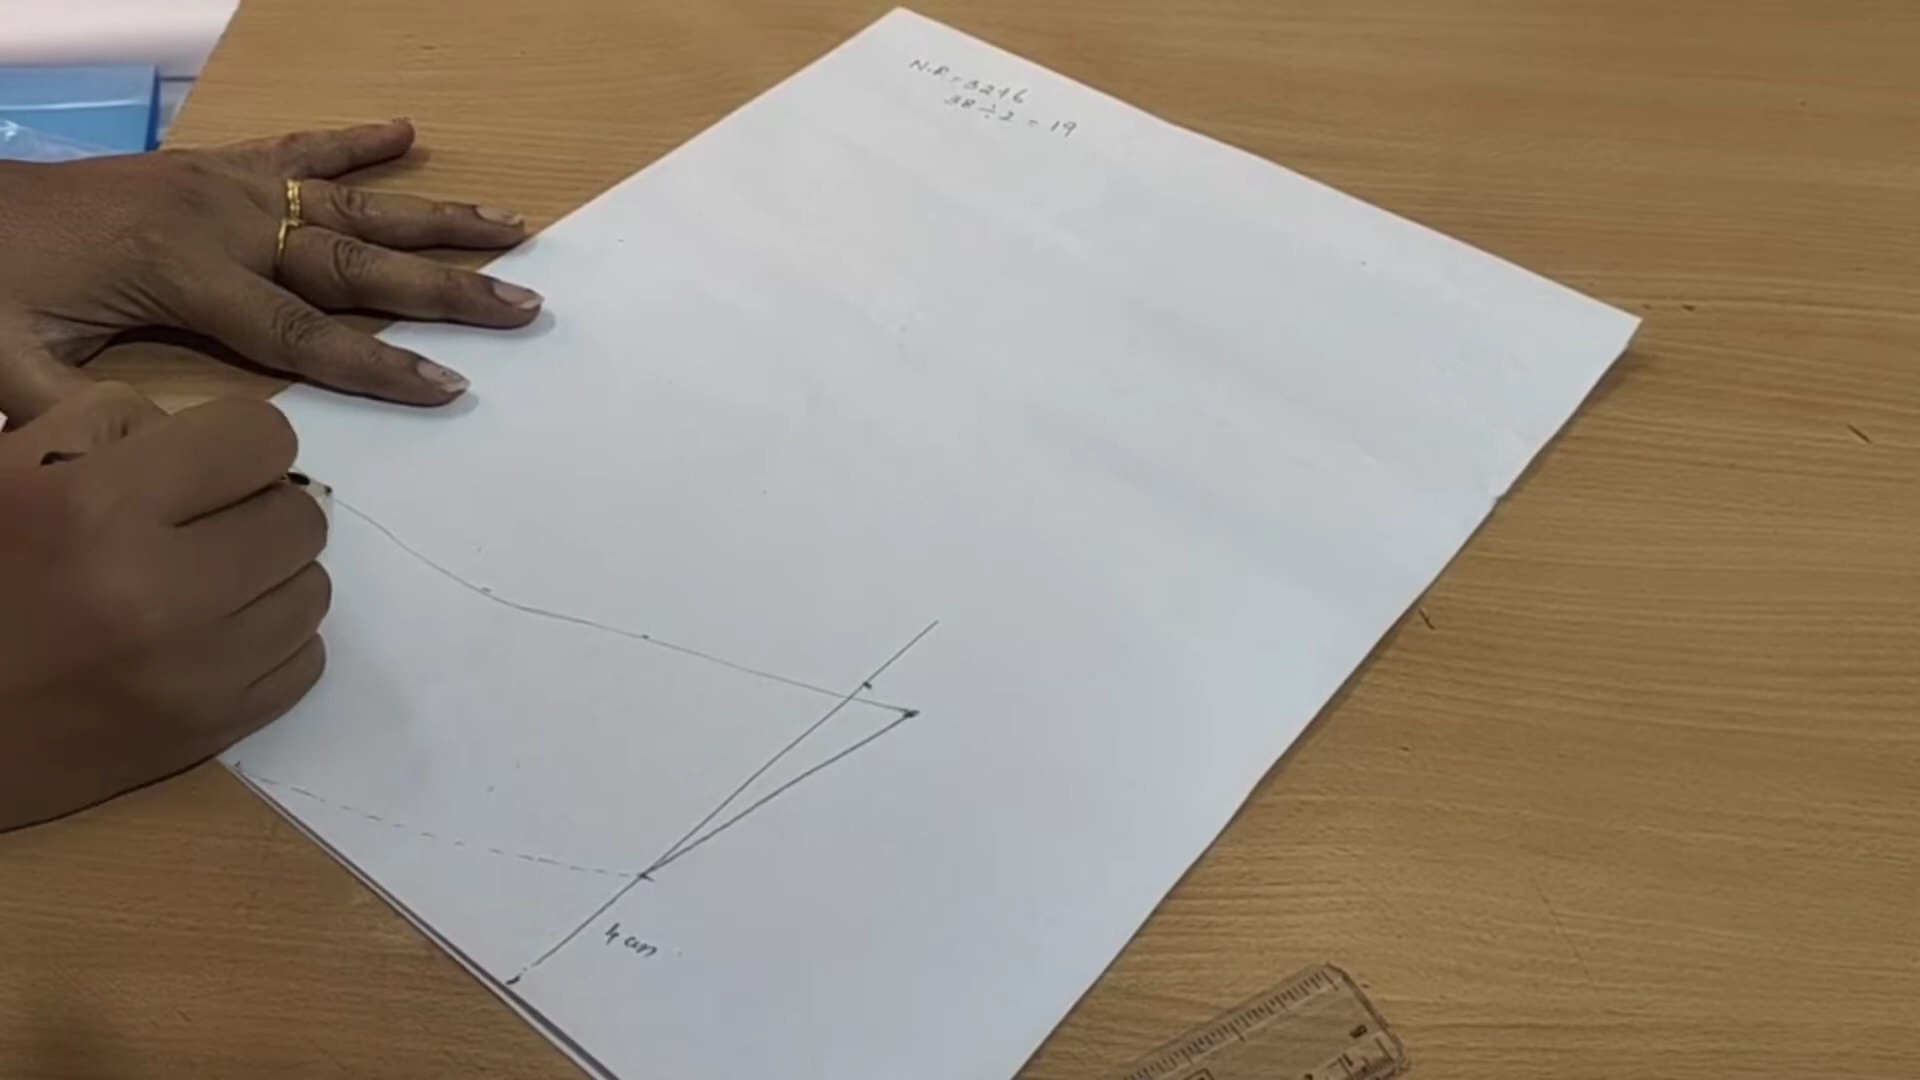 N.R = 32+6
38 ÷ 2 = 19
4 cm